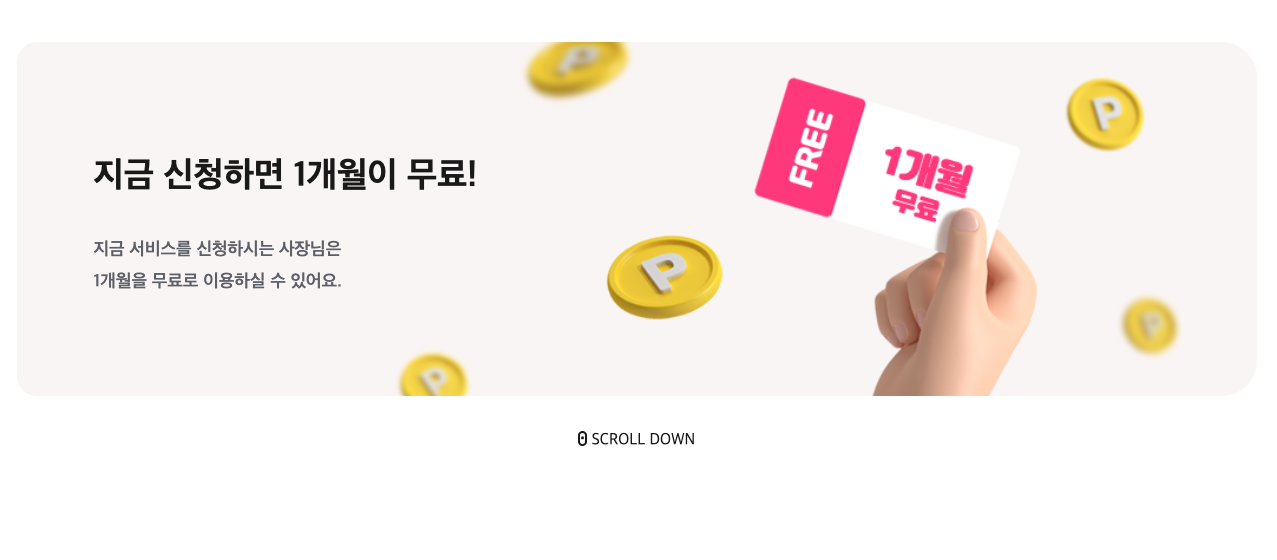 지금 신청하면 1개월이 무료!
지금 서비스를 신청하시는 사장님은
1개월을 무료로 이용하실 수 있어요.
FREE
1개월
무료
P
P
P
P
P
SCROLL DOWN